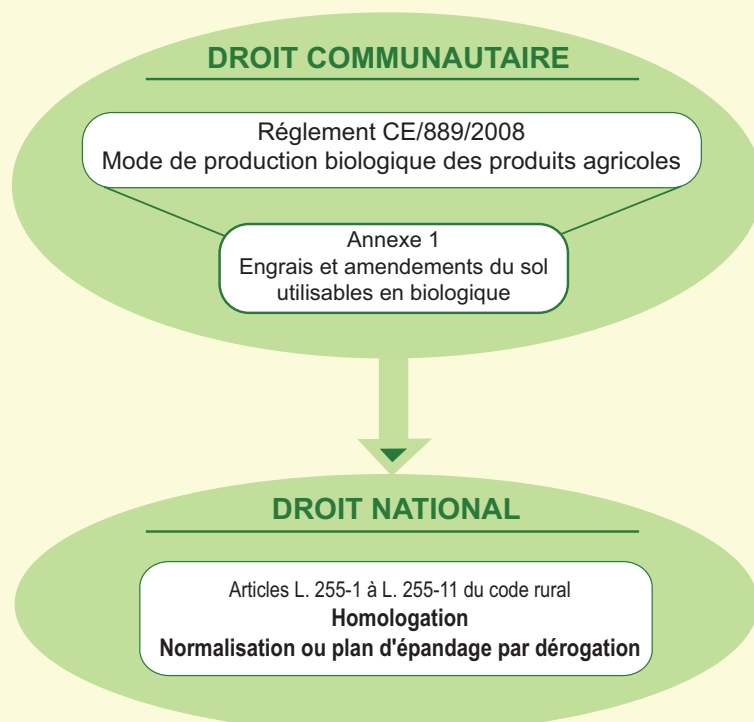 DROIT COMMUNAUTAIRE
Réglement CE/889/2008
Mode de production biologique des produits agricoles
Annexe 1
Engrais et amendements du sol
utilisables en biologique
DROIT NATIONAL
Articles L. 255-1 à L. 255-11 du code rural
Homologation
Normalisation ou plan d'épandage par dérogation